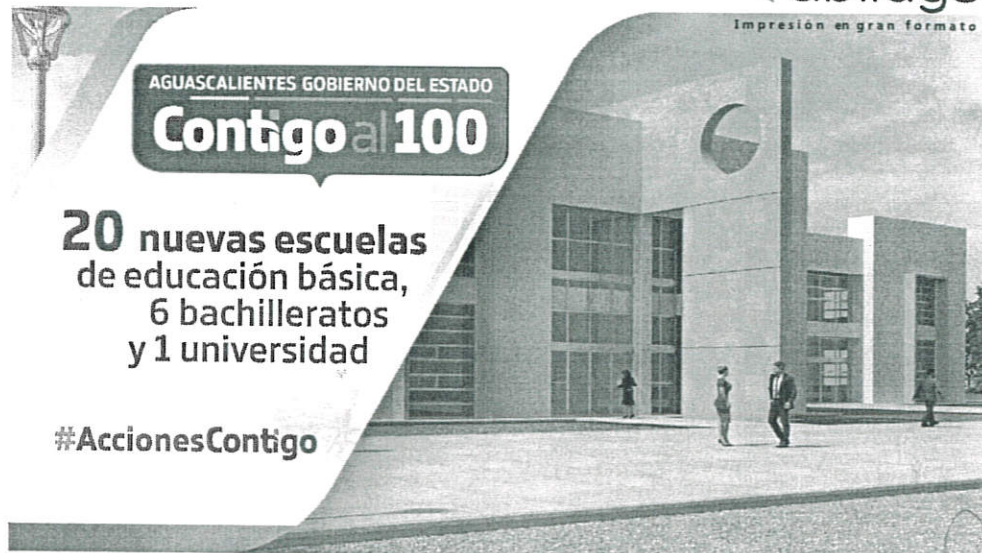 Impresión en gran formato
AGUASCALIENTES GOBIERNO DEL ESTADO
Contigo al 100
20 nuevas escuelas
de educación básica,
6 bachilleratos
y 1 universidad
#AccionesContigo